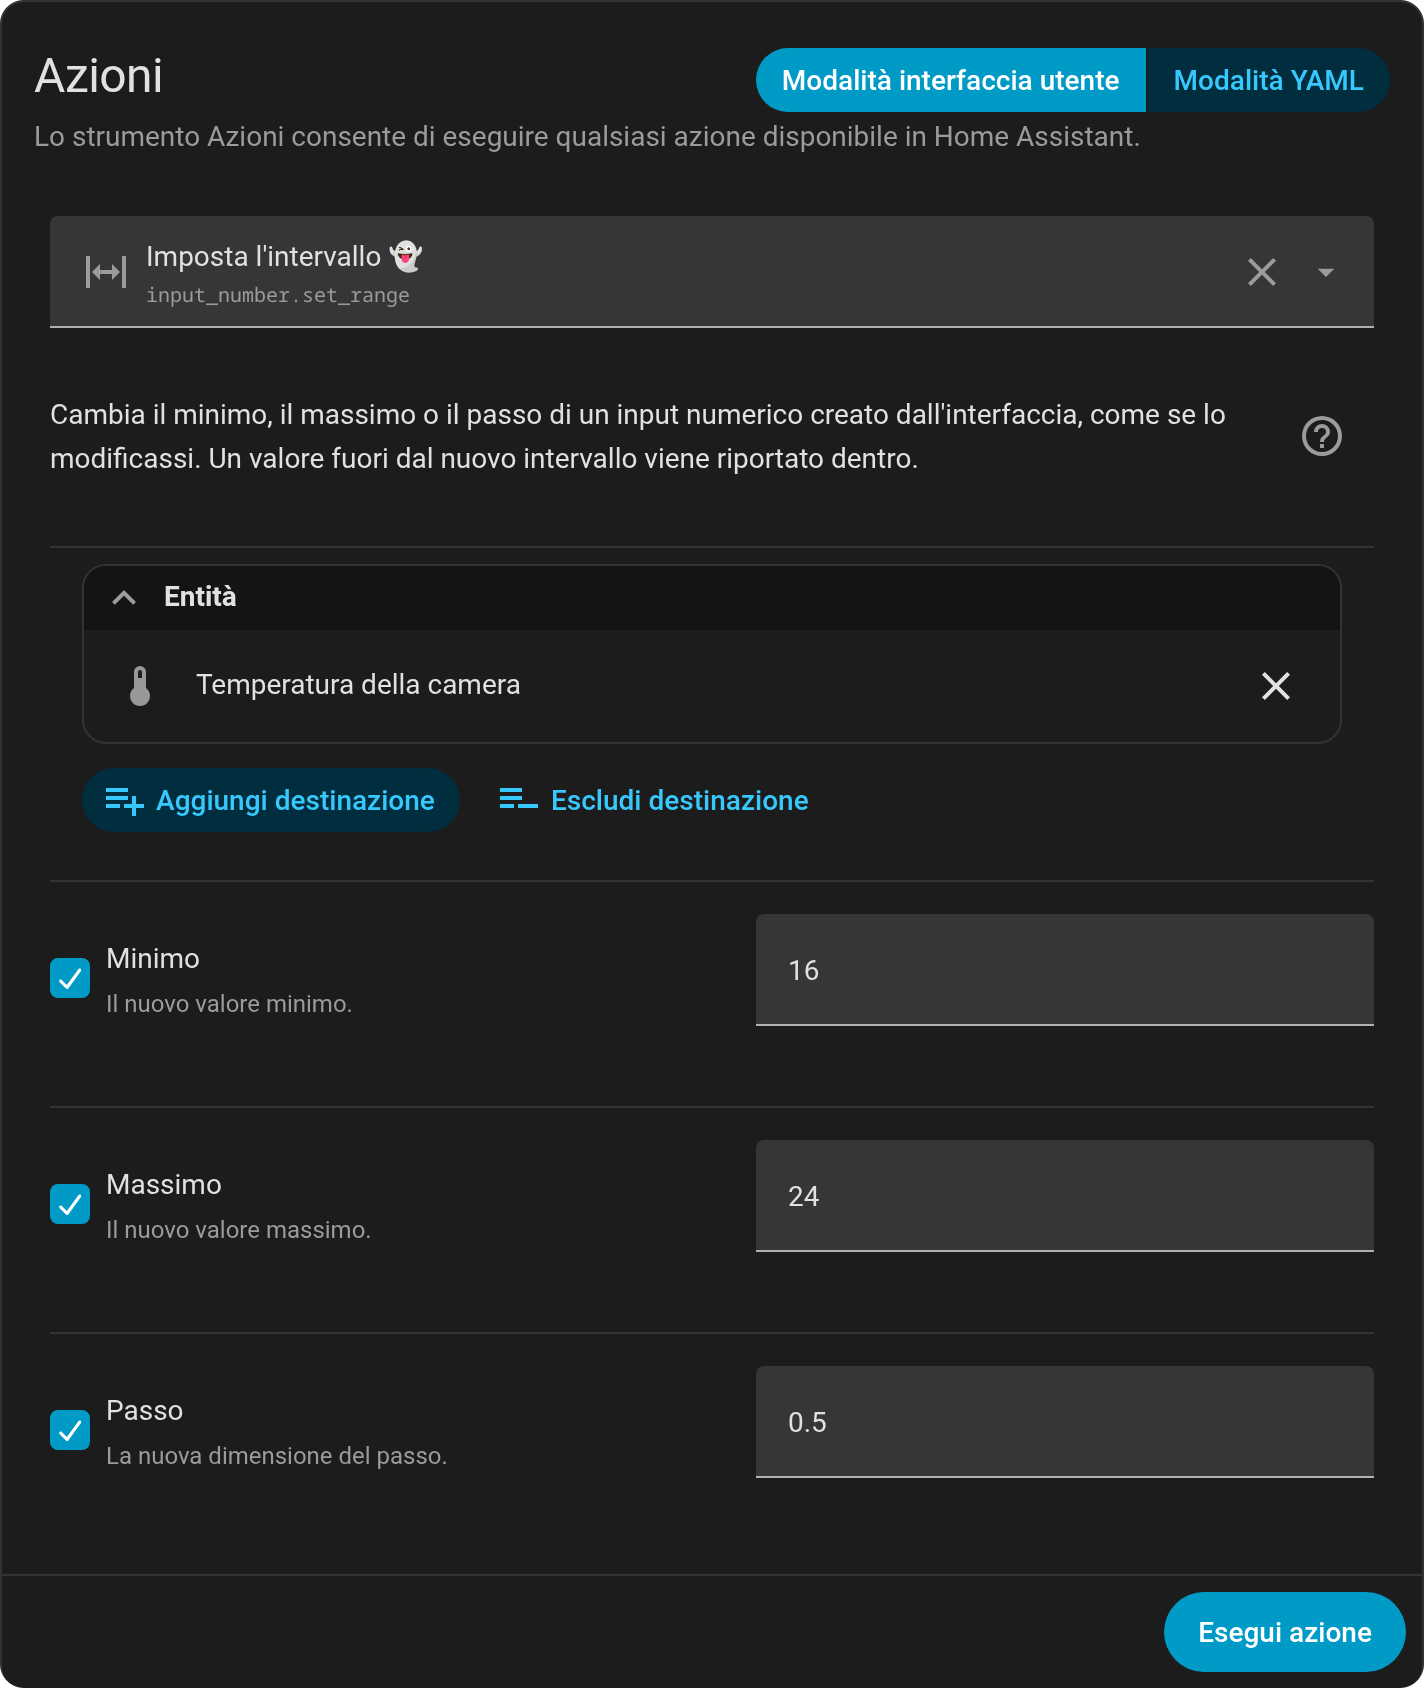 Azioni
Modalità interfaccia utente
Modalità YAML
Lo strumento Azioni consente di eseguire qualsiasi azione disponibile in Home Assistant.
Imposta l'intervallo 👻
input_number.set_range
Cambia il minimo, il massimo o il passo di un input numerico creato dall'interfaccia, come se lo
modificassi. Un valore fuori dal nuovo intervallo viene riportato dentro.
Entità
Temperatura della camera
Aggiungi destinazione
Escludi destinazione
Minimo
Il nuovo valore minimo.
16
Massimo
Il nuovo valore massimo.
24
Passo
La nuova dimensione del passo.
0.5
Esegui azione